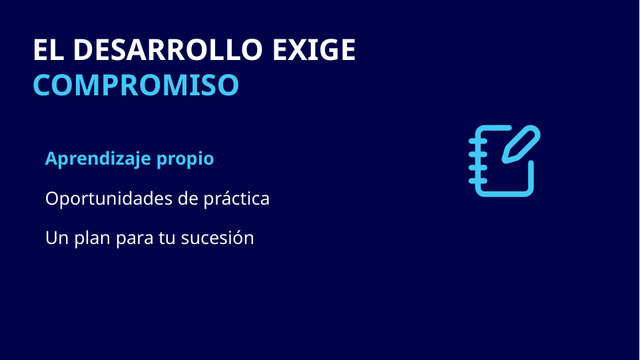 EL DESARROLLO EXIGE
COMPROMISO
Aprendizaje propio
Oportunidades de práctica
Un plan para tu sucesión